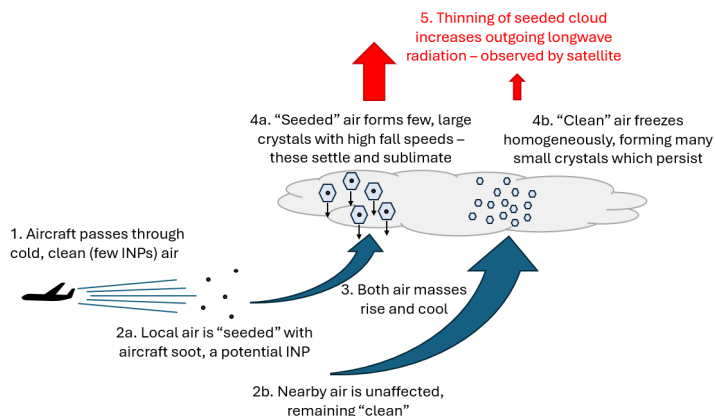 5. Thinning of seeded cloud
increases outgoing longwave
radiation – observed by satellite
4a. “Seeded” air forms few, large
crystals with high fall speeds –
these settle and sublimate
4b. “Clean” air freezes
homogeneously, forming many
small crystals which persist
1. Aircraft passes through
cold, clean (few INPs) air
3. Both air masses
rise and cool
2a. Local air is “seeded” with
aircraft soot, a potential INP
2b. Nearby air is unaffected,
remaining “clean”